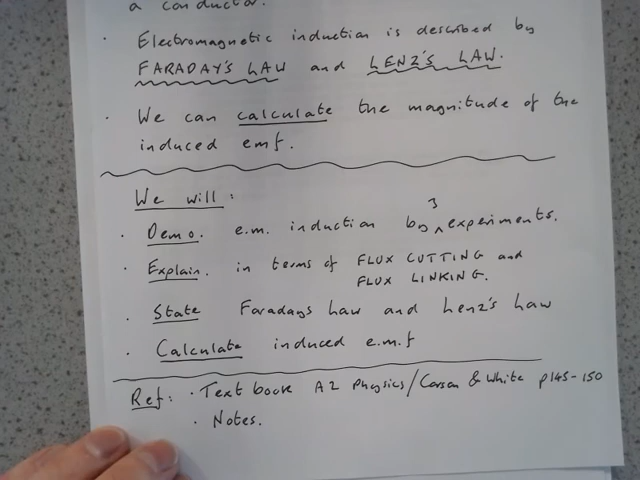 a conductor.
· Electromagnetic induction is described by
FARADAY'S LAW and LENZ'S LAW.
· We can calculate the magnitude of the
induced emf.
We will:
· Demo. e.m. induction by 3 experiments.
· Explain. in terms of FLUX CUTTING and
FLUX LINKING.
· State Faradays Law and Lenz's Law
· Calculate induced e.m.f
Ref: · Text book A2 Physics/Carson & White p145-150
· Notes.